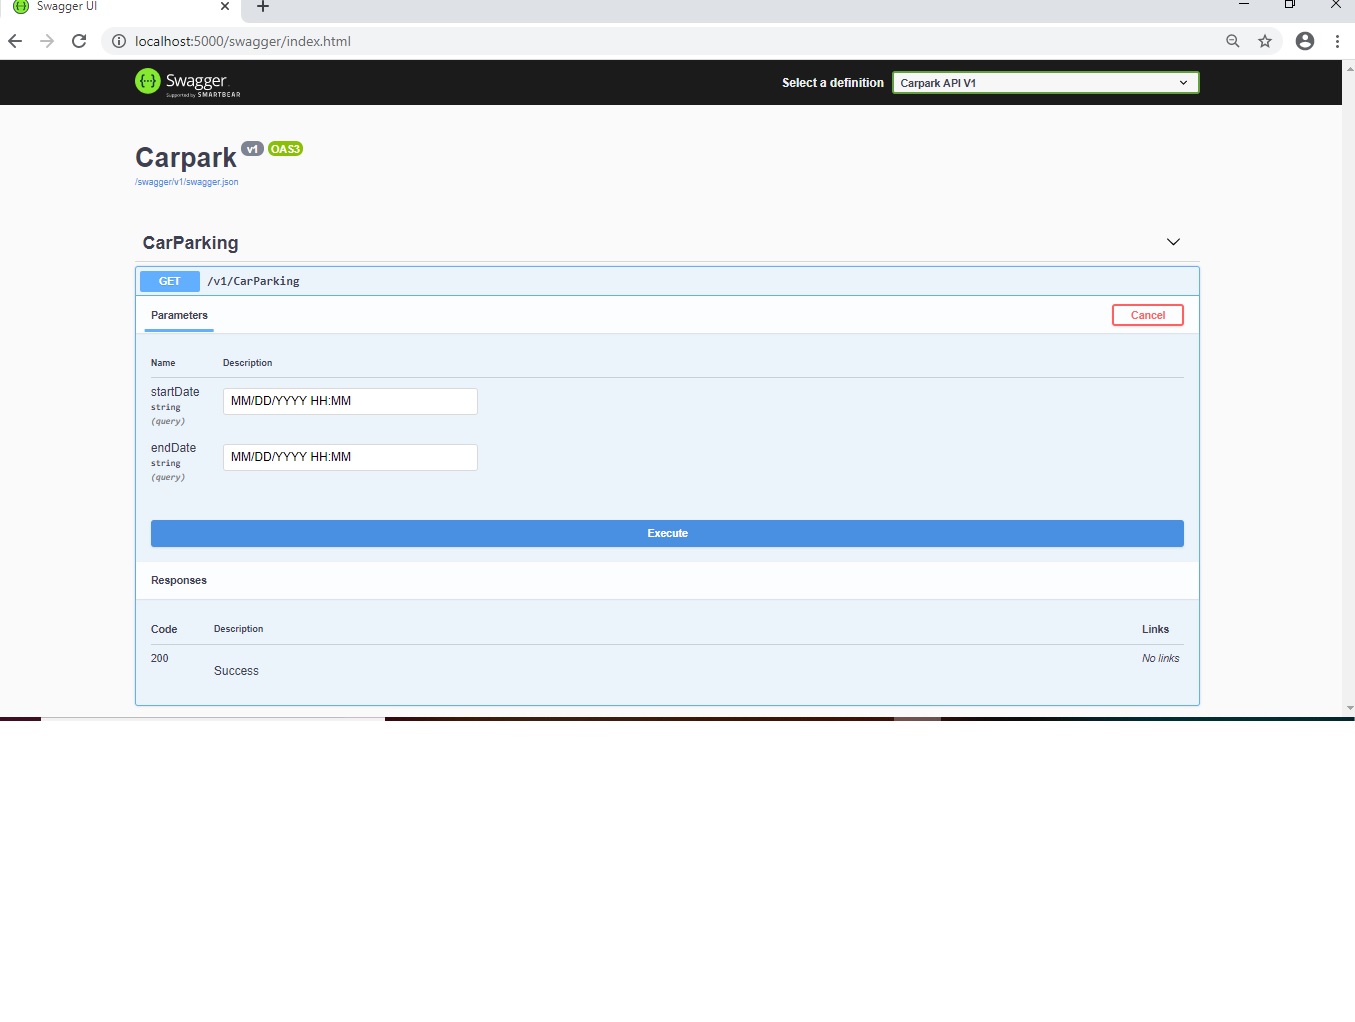 Swagger UI
localhost:5000/swagger/index.html
Swagger
Supported by SMARTBEAR
Select a definition
Carpark API V1
Carpark v1 OAS3
/swagger/v1/swagger.json
CarParking
GET /v1/CarParking
Parameters
Cancel
Name Description
startDate
string
(query)
MM/DD/YYYY HH:MM
endDate
string
(query)
MM/DD/YYYY HH:MM
Execute
Responses
Code Description Links
200
Success
No links